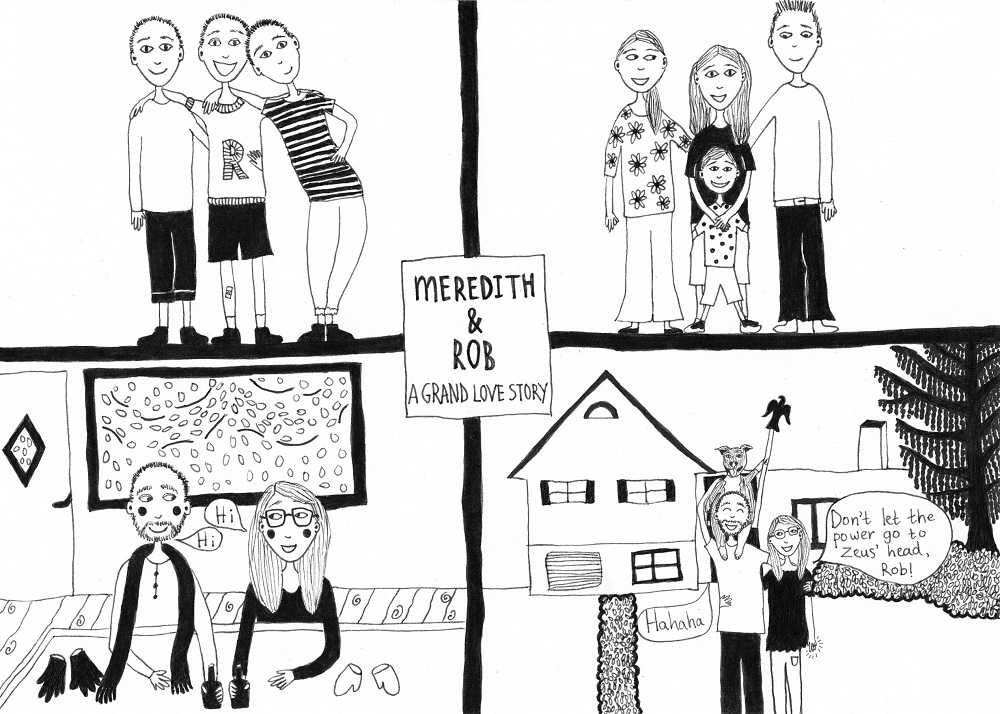 R
MEREDITH
&
ROB
A GRAND LOVE STORY
Hi
Hi
Don't let the
power go to
Zeus' head,
Rob!
Hahaha